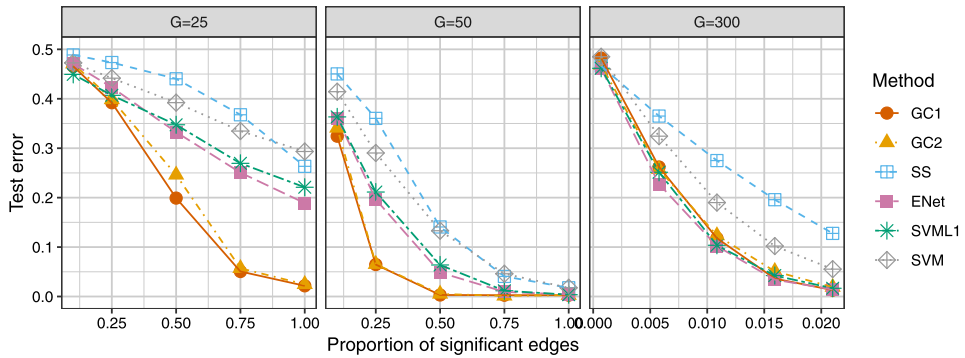 G=25 G=50 G=300
0.5
0.4
0.3
0.2
0.1
0.0
Test error
0.25 0.50 0.75 1.00 0.25 0.50 0.75 1.00 0.000 0.005 0.010 0.015 0.020
Proportion of significant edges
Method
GC1
GC2
SS
ENet
SVML1
SVM